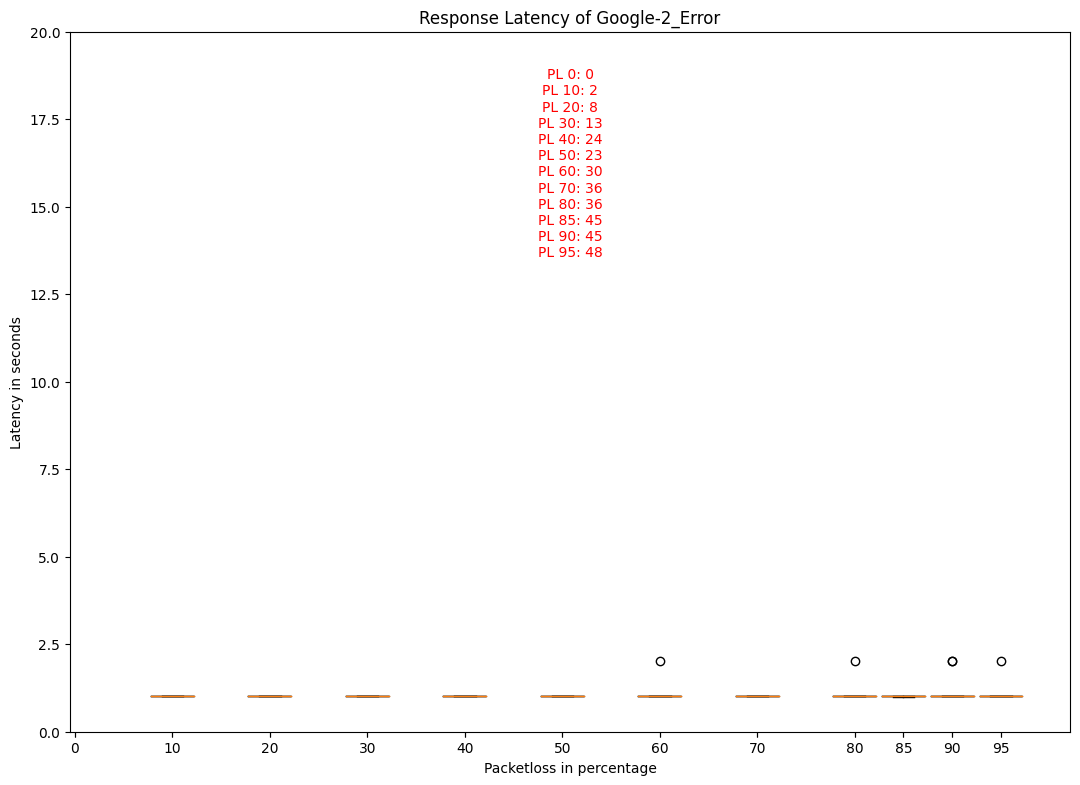 Response Latency of Google-2_Error
20.0
PL 0: 0
PL 10: 2
PL 20: 8
PL 30: 13
PL 40: 24
PL 50: 23
PL 60: 30
PL 70: 36
PL 80: 36
PL 85: 45
PL 90: 45
PL 95: 48
17.5
15.0
12.5
10.0
7.5
5.0
2.5
0.0
Latency in seconds
0 10 20 30 40 50 60 70 80 85 90 95
Packetloss in percentage